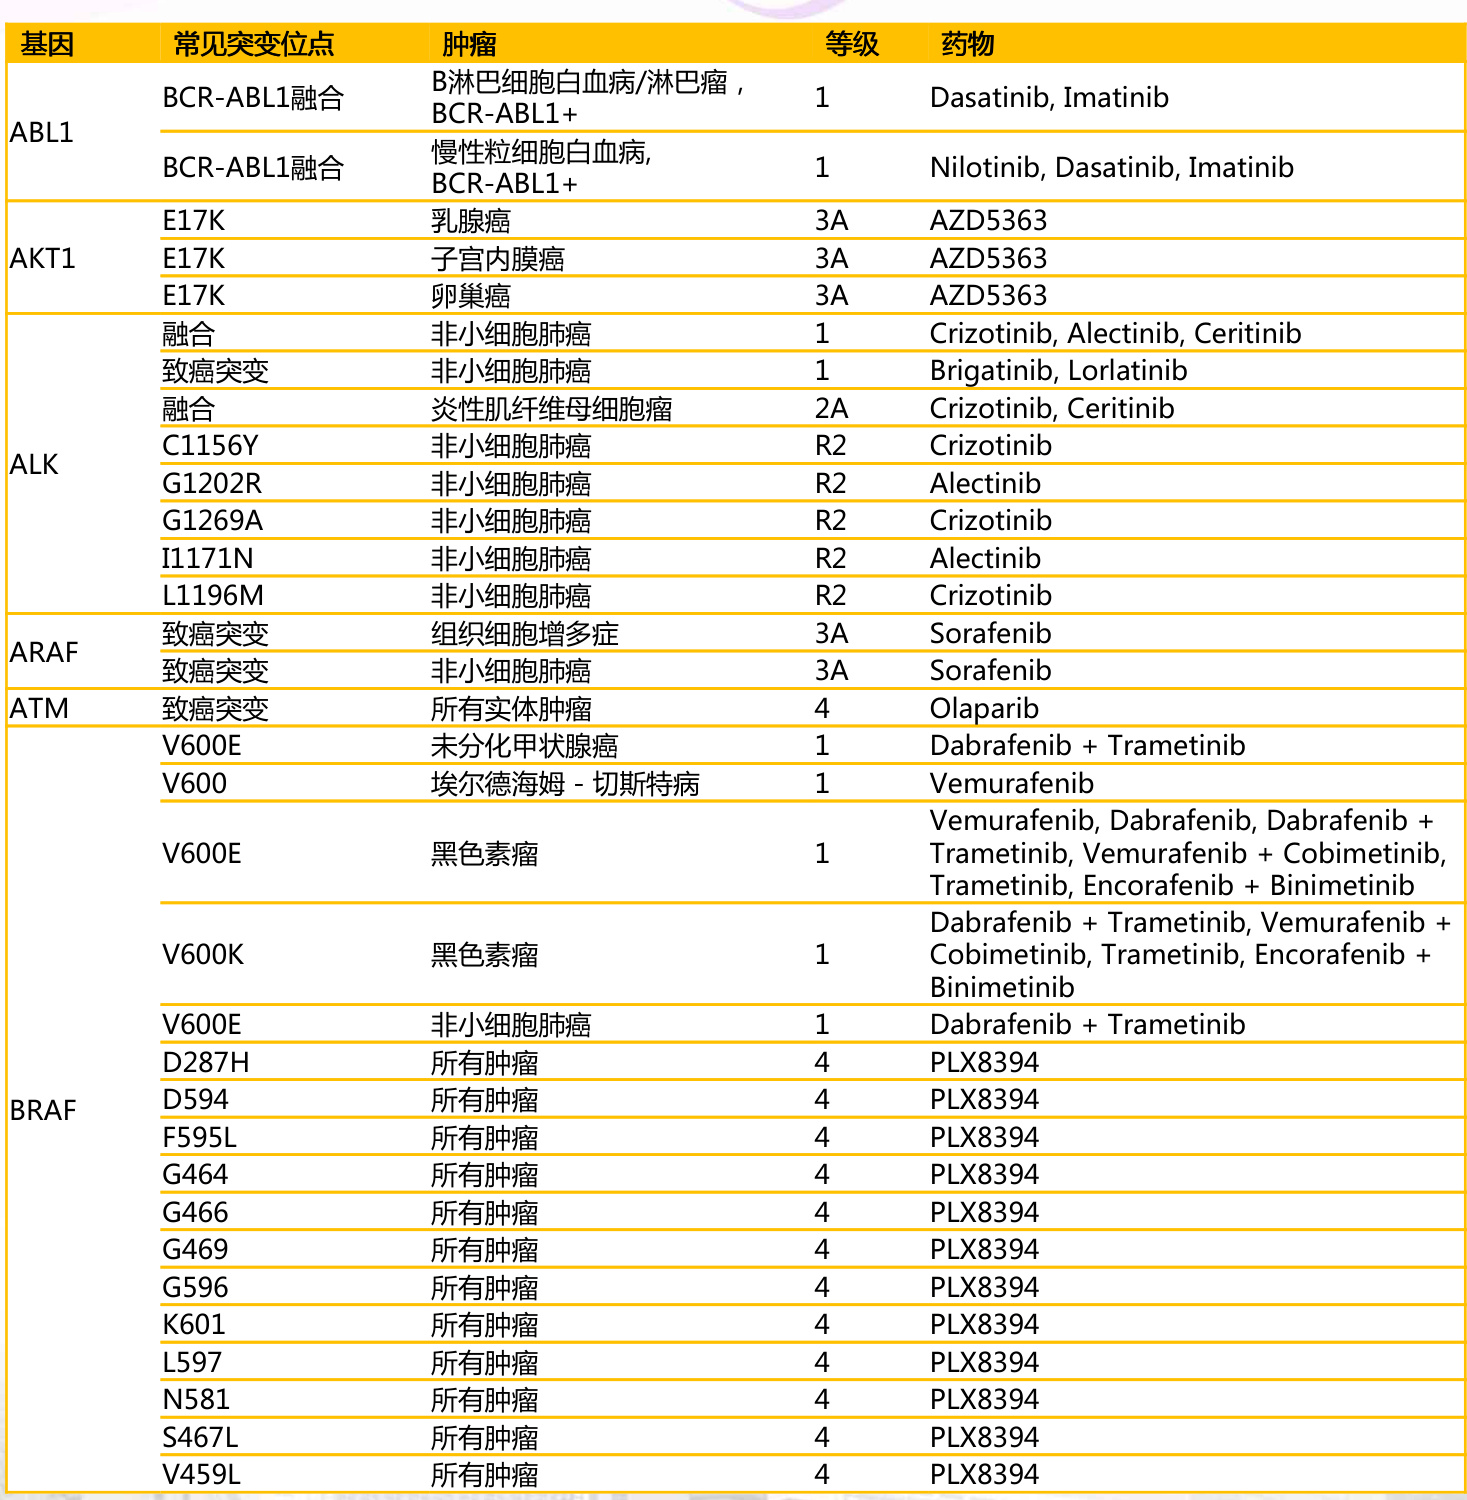 基因 常见突变位点 肿瘤 等级 药物
ABL1
BCR-ABL1融合 B淋巴细胞白血病/淋巴瘤， 1 Dasatinib, Imatinib
BCR-ABL1+
BCR-ABL1融合 慢性粒细胞白血病, 1 Nilotinib, Dasatinib, Imatinib
BCR-ABL1+
AKT1
E17K 乳腺癌 3A AZD5363
E17K 子宫内膜癌 3A AZD5363
E17K 卵巢癌 3A AZD5363
ALK
融合 非小细胞肺癌 1 Crizotinib, Alectinib, Ceritinib
致癌突变 非小细胞肺癌 1 Brigatinib, Lorlatinib
融合 炎性肌纤维母细胞瘤 2A Crizotinib, Ceritinib
C1156Y 非小细胞肺癌 R2 Crizotinib
G1202R 非小细胞肺癌 R2 Alectinib
G1269A 非小细胞肺癌 R2 Crizotinib
I1171N 非小细胞肺癌 R2 Alectinib
L1196M 非小细胞肺癌 R2 Crizotinib
ARAF
致癌突变 组织细胞增多症 3A Sorafenib
致癌突变 非小细胞肺癌 3A Sorafenib
ATM 致癌突变 所有实体肿瘤 4 Olaparib
BRAF
V600E 未分化甲状腺癌 1 Dabrafenib + Trametinib
V600 埃尔德海姆 - 切斯特病 1 Vemurafenib
V600E 黑色素瘤 1 Vemurafenib, Dabrafenib, Dabrafenib +
Trametinib, Vemurafenib + Cobimetinib,
Trametinib, Encorafenib + Binimetinib
V600K 黑色素瘤 1 Dabrafenib + Trametinib, Vemurafenib +
Cobimetinib, Trametinib, Encorafenib +
Binimetinib
V600E 非小细胞肺癌 1 Dabrafenib + Trametinib
D287H 所有肿瘤 4 PLX8394
D594 所有肿瘤 4 PLX8394
F595L 所有肿瘤 4 PLX8394
G464 所有肿瘤 4 PLX8394
G466 所有肿瘤 4 PLX8394
G469 所有肿瘤 4 PLX8394
G596 所有肿瘤 4 PLX8394
K601 所有肿瘤 4 PLX8394
L597 所有肿瘤 4 PLX8394
N581 所有肿瘤 4 PLX8394
S467L 所有肿瘤 4 PLX8394
V459L 所有肿瘤 4 PLX8394